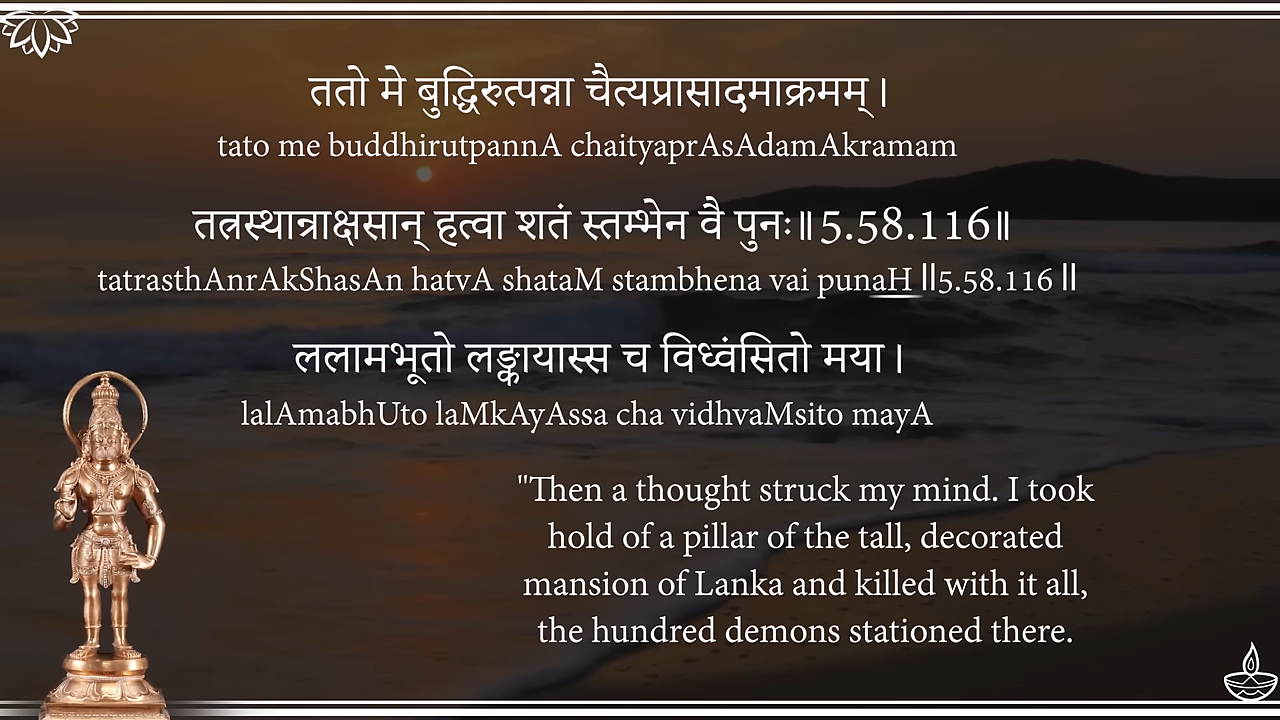 ततो मे बुद्धिरुत्पन्ना चैत्यप्रासादमाक्रमम् ।
tato me buddhirutpannA chaityaprAsAdamAkramam
तत्रस्थान्राक्षसान् हत्वा शतं स्तम्भेन वै पुनः॥5.58.116॥
tatrasthAnrAkShasAn hatvA shataM stambhena vai punaH ॥5.58.116 ॥
ललामभूतो लङ्कायास्स च विध्वंसितो मया ।
lalAmabhUto laMkAyAssa cha vidhvaMsito mayA
"Then a thought struck my mind. I took
hold of a pillar of the tall, decorated
mansion of Lanka and killed with it all,
the hundred demons stationed there.